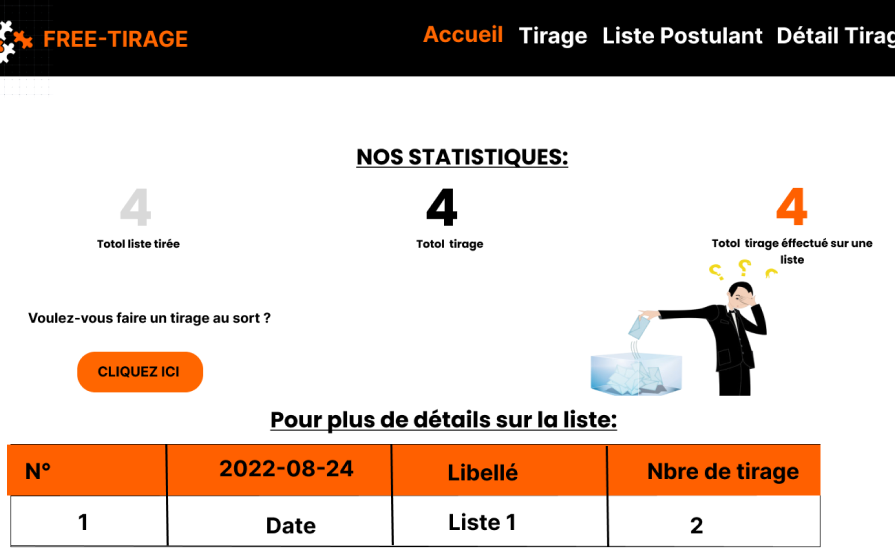 FREE-TIRAGE
Accueil Tirage Liste Postulant Détail Tirag
NOS STATISTIQUES:
4 4 4
Totol liste tirée Totol tirage Totol tirage éffectué sur une
liste
Voulez-vous faire un tirage au sort ?
CLIQUEZ ICI
Pour plus de détails sur la liste:
N° 2022-08-24 Libellé Nbre de tirage
1 Date Liste 1 2